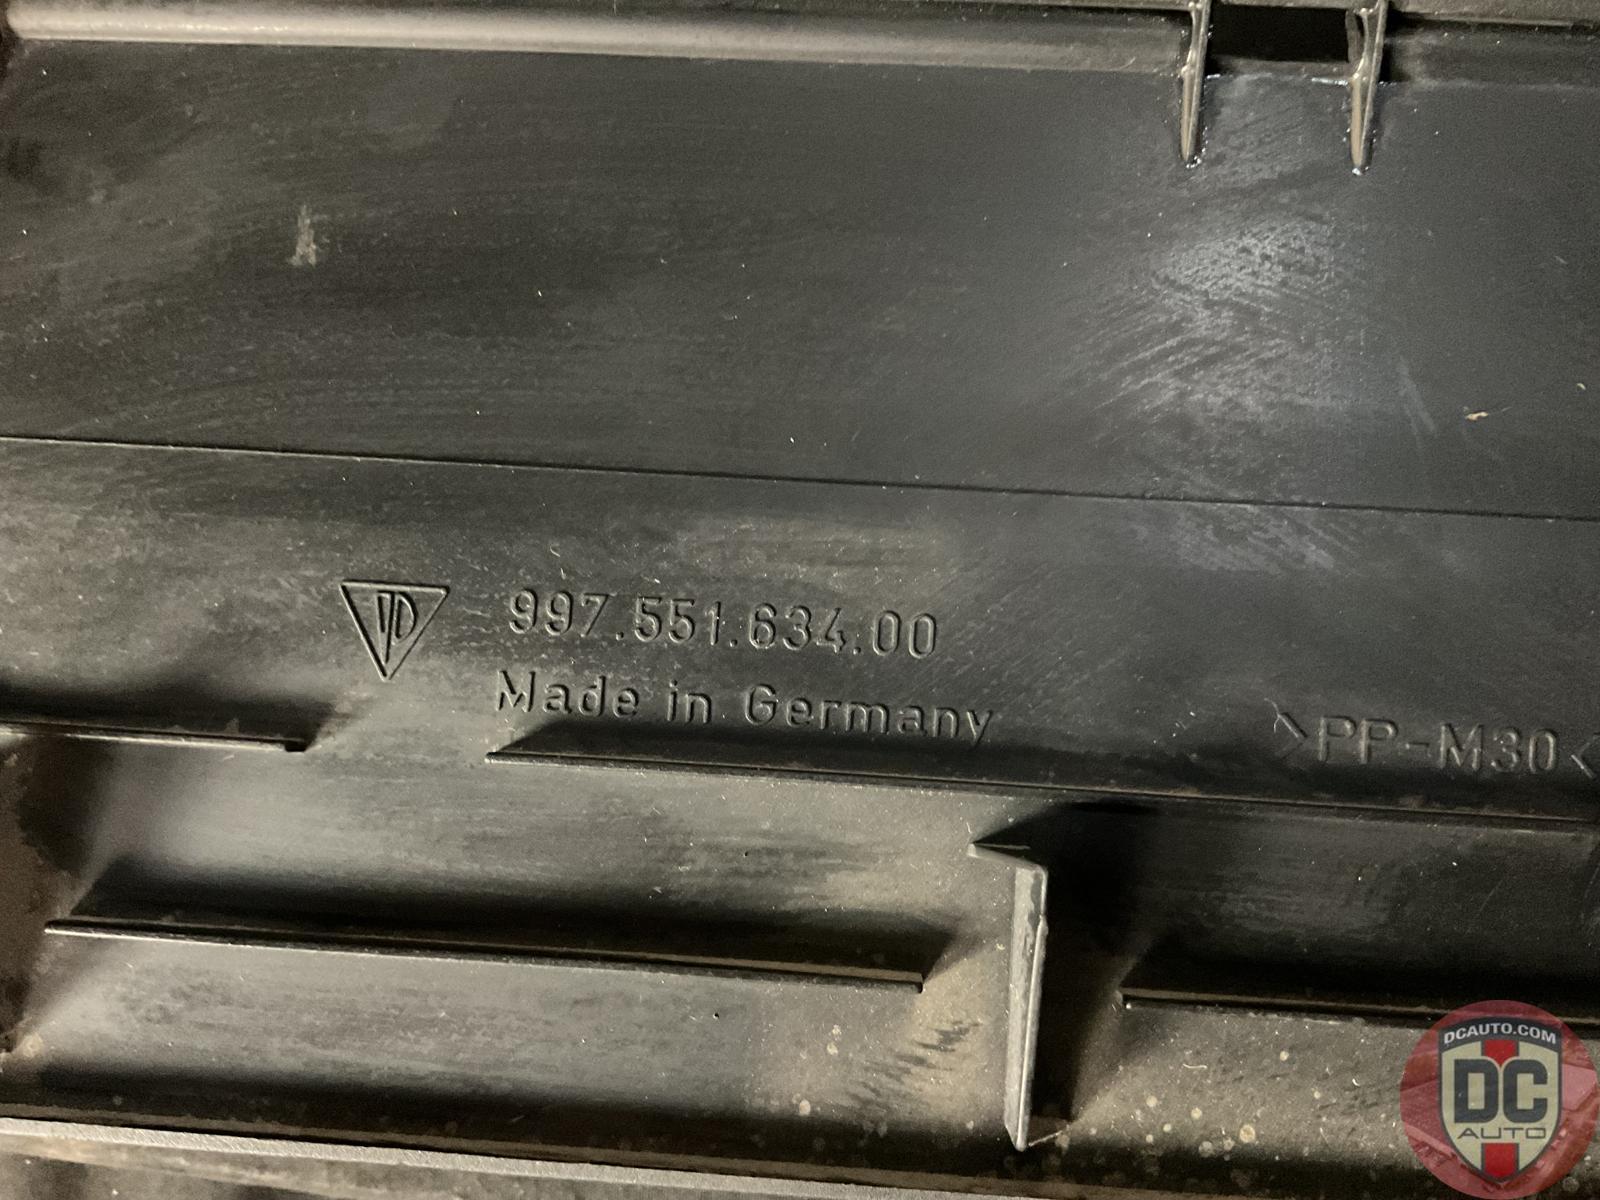 997.551.634.00
Made in Germany
>PP-M30<
DCAUTO.COM
DC
AUTO